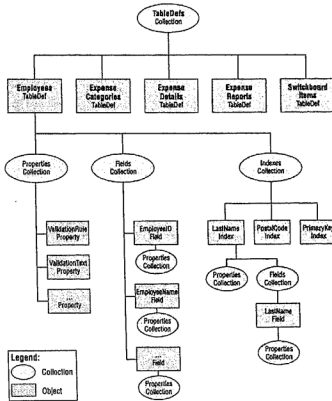 TableDefs
Collection
Employees
TableDef
Expense
Categories
TableDef
Expense
Details
TableDef
Expense
Reports
TableDef
Switchboard
Items
TableDef
Properties
Collection
Fields
Collection
Indexes
Collection
ValidationRule
Property
ValidationText
Property
...
Property
EmployeeID
Field
Properties
Collection
EmployeeName
Field
Properties
Collection
...
Field
Properties
Collection
LastName
Index
PostalCode
Index
PrimaryKey
Index
Properties
Collection
Fields
Collection
LastName
Field
Properties
Collection
Legend:
Collection
Object